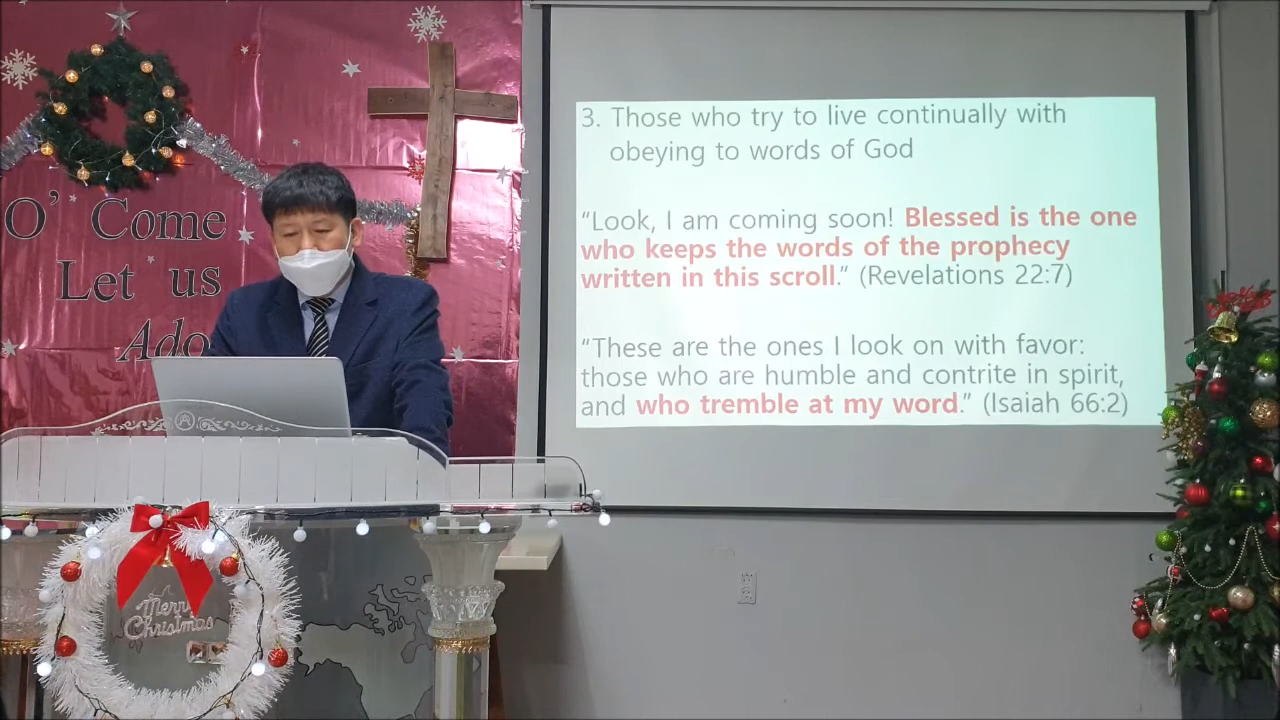 O' Come
Let us
Ado
3. Those who try to live continually with
obeying to words of God
“Look, I am coming soon! Blessed is the one
who keeps the words of the prophecy
written in this scroll.” (Revelations 22:7)
“These are the ones I look on with favor:
those who are humble and contrite in spirit,
and who tremble at my word.” (Isaiah 66:2)
Merry
Christmas